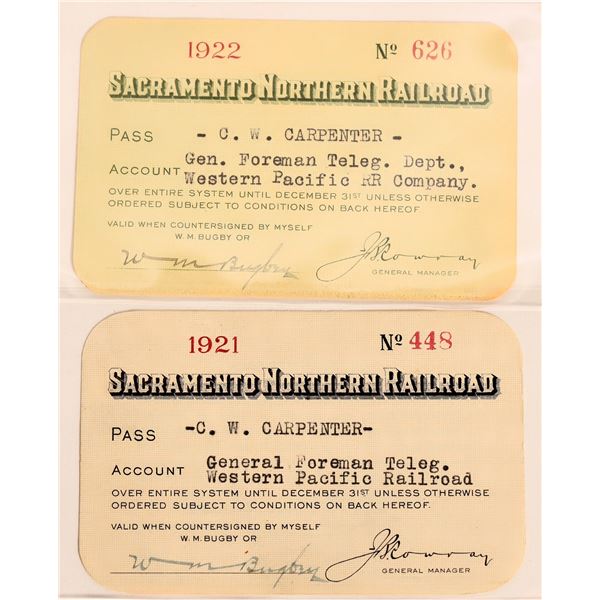 1922 Nº 626
SACRAMENTO NORTHERN RAILROAD
PASS - C. W. CARPENTER -
ACCOUNT Gen. Foreman Teleg. Dept.,
Western Pacific RR Company.
OVER ENTIRE SYSTEM UNTIL DECEMBER 31ST UNLESS OTHERWISE
ORDERED SUBJECT TO CONDITIONS ON BACK HEREOF
VALID WHEN COUNTERSIGNED BY MYSELF
W. M. BUGBY OR
W m Bugby
GENERAL MANAGER
1921 Nº 448
SACRAMENTO NORTHERN RAILROAD
PASS -C. W. CARPENTER-
ACCOUNT General Foreman Teleg.
Western Pacific Railroad
OVER ENTIRE SYSTEM UNTIL DECEMBER 31ST UNLESS OTHERWISE
ORDERED SUBJECT TO CONDITIONS ON BACK HEREOF.
VALID WHEN COUNTERSIGNED BY MYSELF
W. M. BUGBY OR
W m Bugby
GENERAL MANAGER